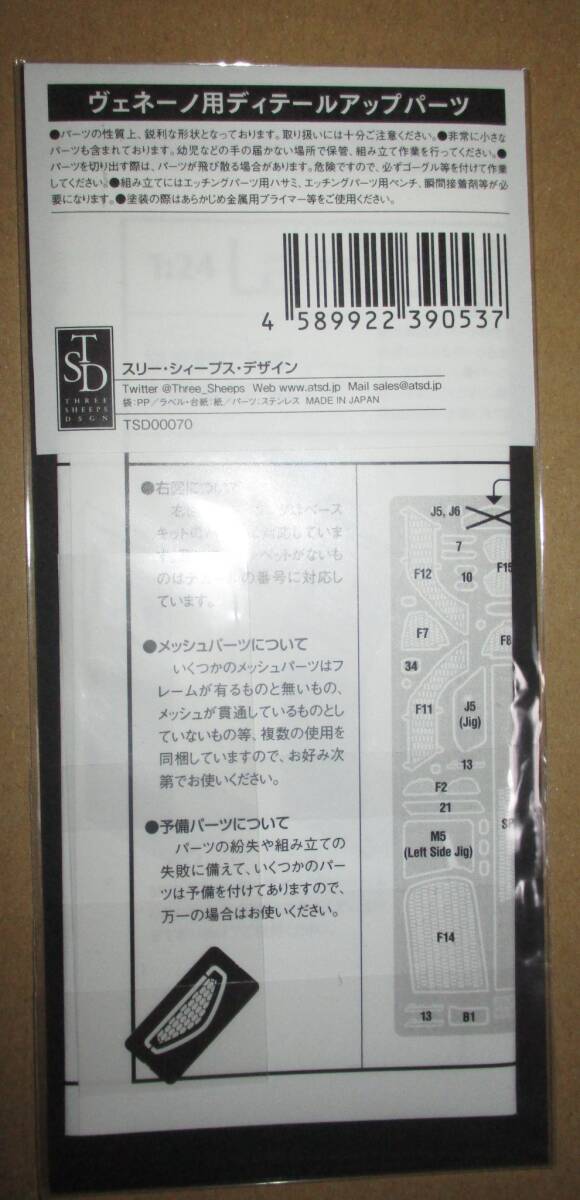 ヴェネーノ用ディテールアップパーツ
●パーツの性質上、鋭利な形状となっております。取り扱いには十分ご注意ください。●非常に小さな
パーツも含まれております。幼児などの手の届かない場所で保管、組み立て作業を行ってください。●
パーツを切り出す際は、パーツが飛び散る場合があります。危険ですので、必ずゴーグル等を付けて作業
してください。●組み立てにはエッチングパーツ用ハサミ、エッチングパーツ用ペンチ、瞬間接着剤等が必
要になります。●塗装の際はあらかじめ金属用プライマー等をご使用ください。
1:24
4 589922 390537
TSD
THREE
SHEEPS
DSGN
スリー・シィープス・デザイン
Twitter @Three_Sheeps Web www.atsd.jp Mail sales@atsd.jp
袋:PP/ラベル・台紙:紙/パーツ:ステンレス MADE IN JAPAN
TSD00070
●右図について
ベース
キットの 対応していま
ペットがないも
のは の番号に対応し
ています。
●メッシュパーツについて
いくつかのメッシュパーツはフ
レームが有るものと無いもの、
メッシュが貫通しているものとし
ていないもの等、複数の使用を
同梱していますので、お好み次
第でお使いください。
●予備パーツについて
パーツの紛失や組み立ての
失敗に備えて、いくつかのパー
ツは予備を付けてありますので、
万一の場合はお使いください。
J5, J6
7
F12
10
F15
F7
F8
34
F11
J5
(Jig)
13
F2
21
M5
(Left Side Jig)
F14
13
B1